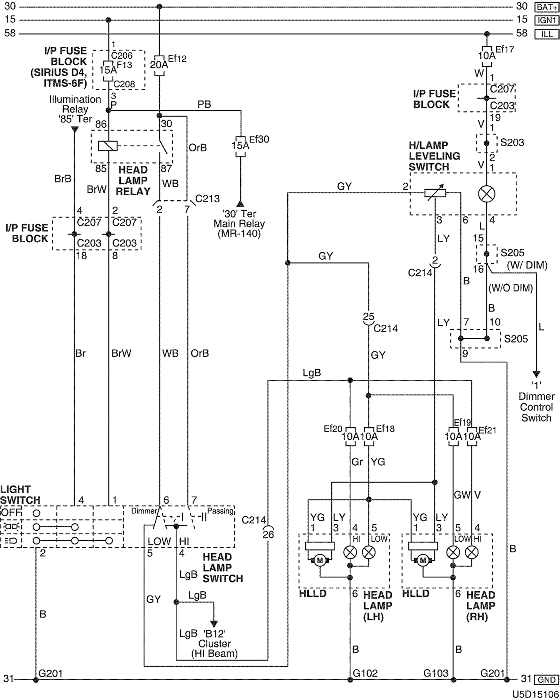 30 30 BAT+
15 15 IGN1
58 58 ILL
I/P FUSE
BLOCK
(SIRIUS D4,
ITMS-6F)
1
C206
F13
15A
C208
3
P
20A
Ef12
Ef17
10A
W
1
C207
I/P FUSE
BLOCK
C203
19
V
1
S203
2
V
1
Illumination
Relay
'85' Ter
PB
86
30
Ef30
15A
OrB
85
87
HEAD
LAMP
RELAY
WB
BrB
BrW
C213
2
7
'30' Ter
Main Relay
(MR-140)
H/LAMP
LEVELING
SWITCH
GY
2
3
6
4
LY
L
15
S205
(W/ DIM)
16
(W/O DIM)
I/P FUSE
BLOCK
4
2
C207
C207
C203
C203
18
8
GY
2
C214
B
B
L
25
C214
LY
7
10
S205
9
Br
BrW
WB
OrB
GY
LgB
'1'
Dimmer
Control
Switch
Ef20
10A
10A
Ef18
Ef19
10A
10A
Ef21
Gr
YG
GW
V
LIGHT
SWITCH
OFF
4
1
6
7
Dimmer
Passing
LOW
HI
2
5
4
HEAD
LAMP
SWITCH
C214
26
YG
LY
1
3
4
5
HI
LOW
M
YG
LY
1
3
5
4
LOW
HI
M
LgB
GY
LgB
LgB
'B12'
Cluster
(HI Beam)
HLLD
6
HEAD
LAMP
(LH)
HLLD
6
HEAD
LAMP
(RH)
B
B
B
B
31 G201 G102 G103 G201 31 GND
U5D15106